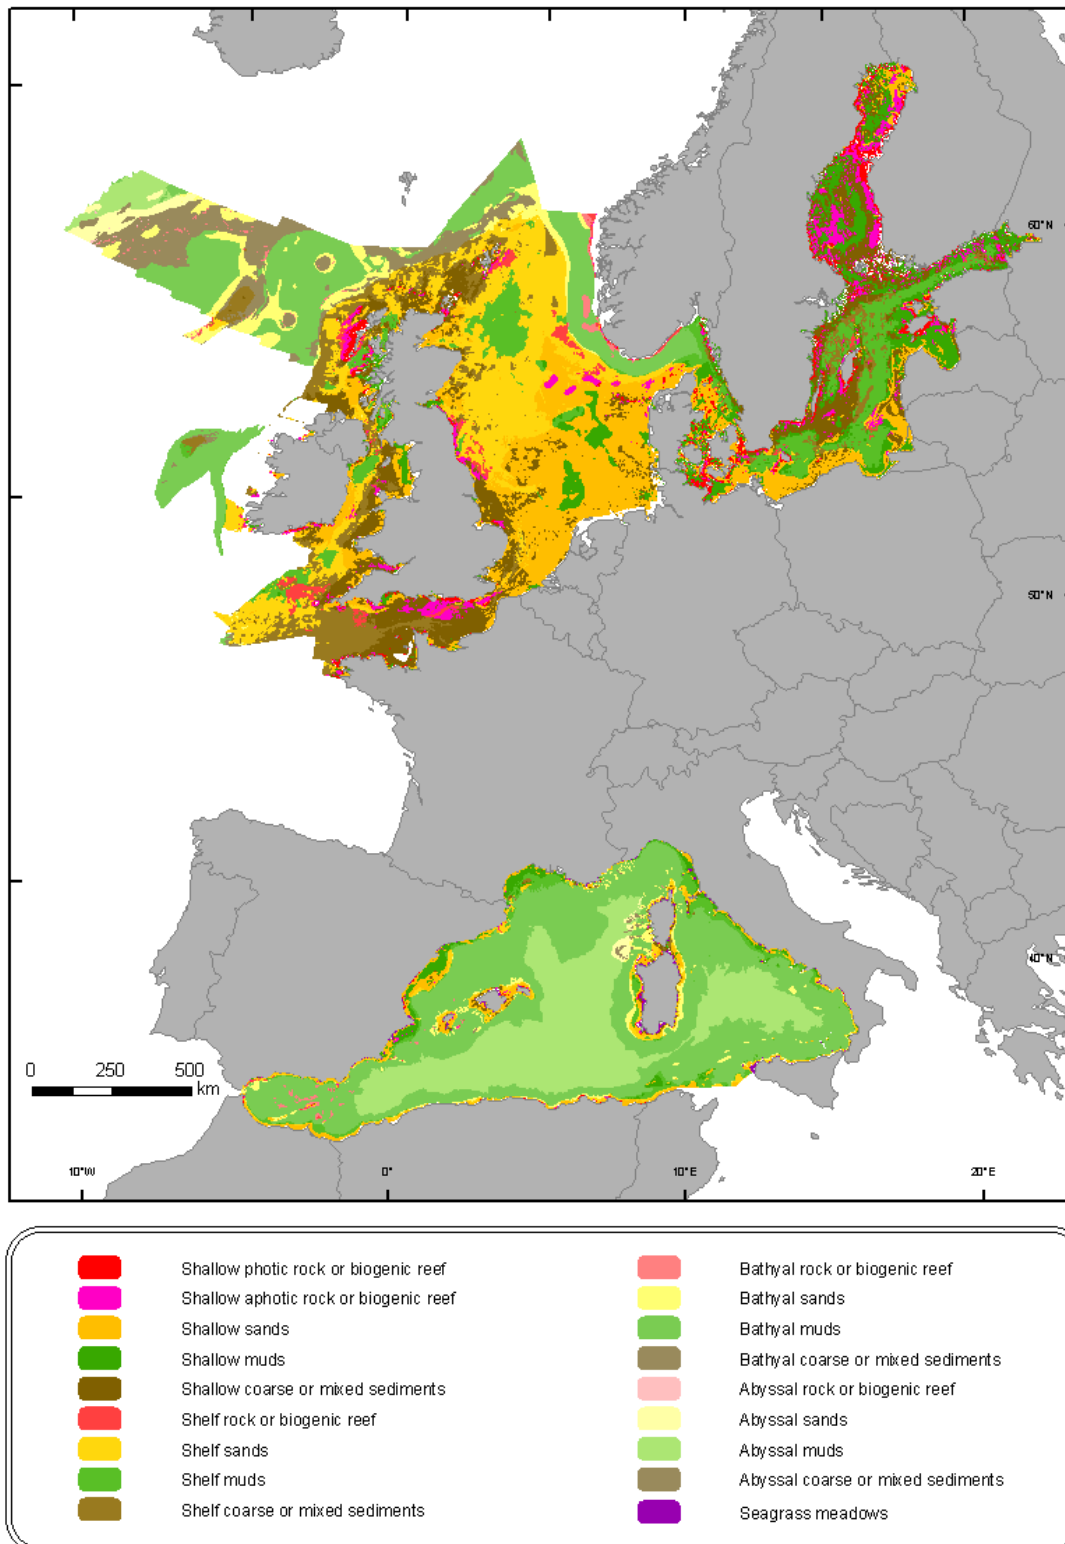 60°N
50°N
40°N
0 250 500
km
10°W 0° 10°E 20°E
Shallow photic rock or biogenic reef
Shallow aphotic rock or biogenic reef
Shallow sands
Shallow muds
Shallow coarse or mixed sediments
Shelf rock or biogenic reef
Shelf sands
Shelf muds
Shelf coarse or mixed sediments
Bathyal rock or biogenic reef
Bathyal sands
Bathyal muds
Bathyal coarse or mixed sediments
Abyssal rock or biogenic reef
Abyssal sands
Abyssal muds
Abyssal coarse or mixed sediments
Seagrass meadows